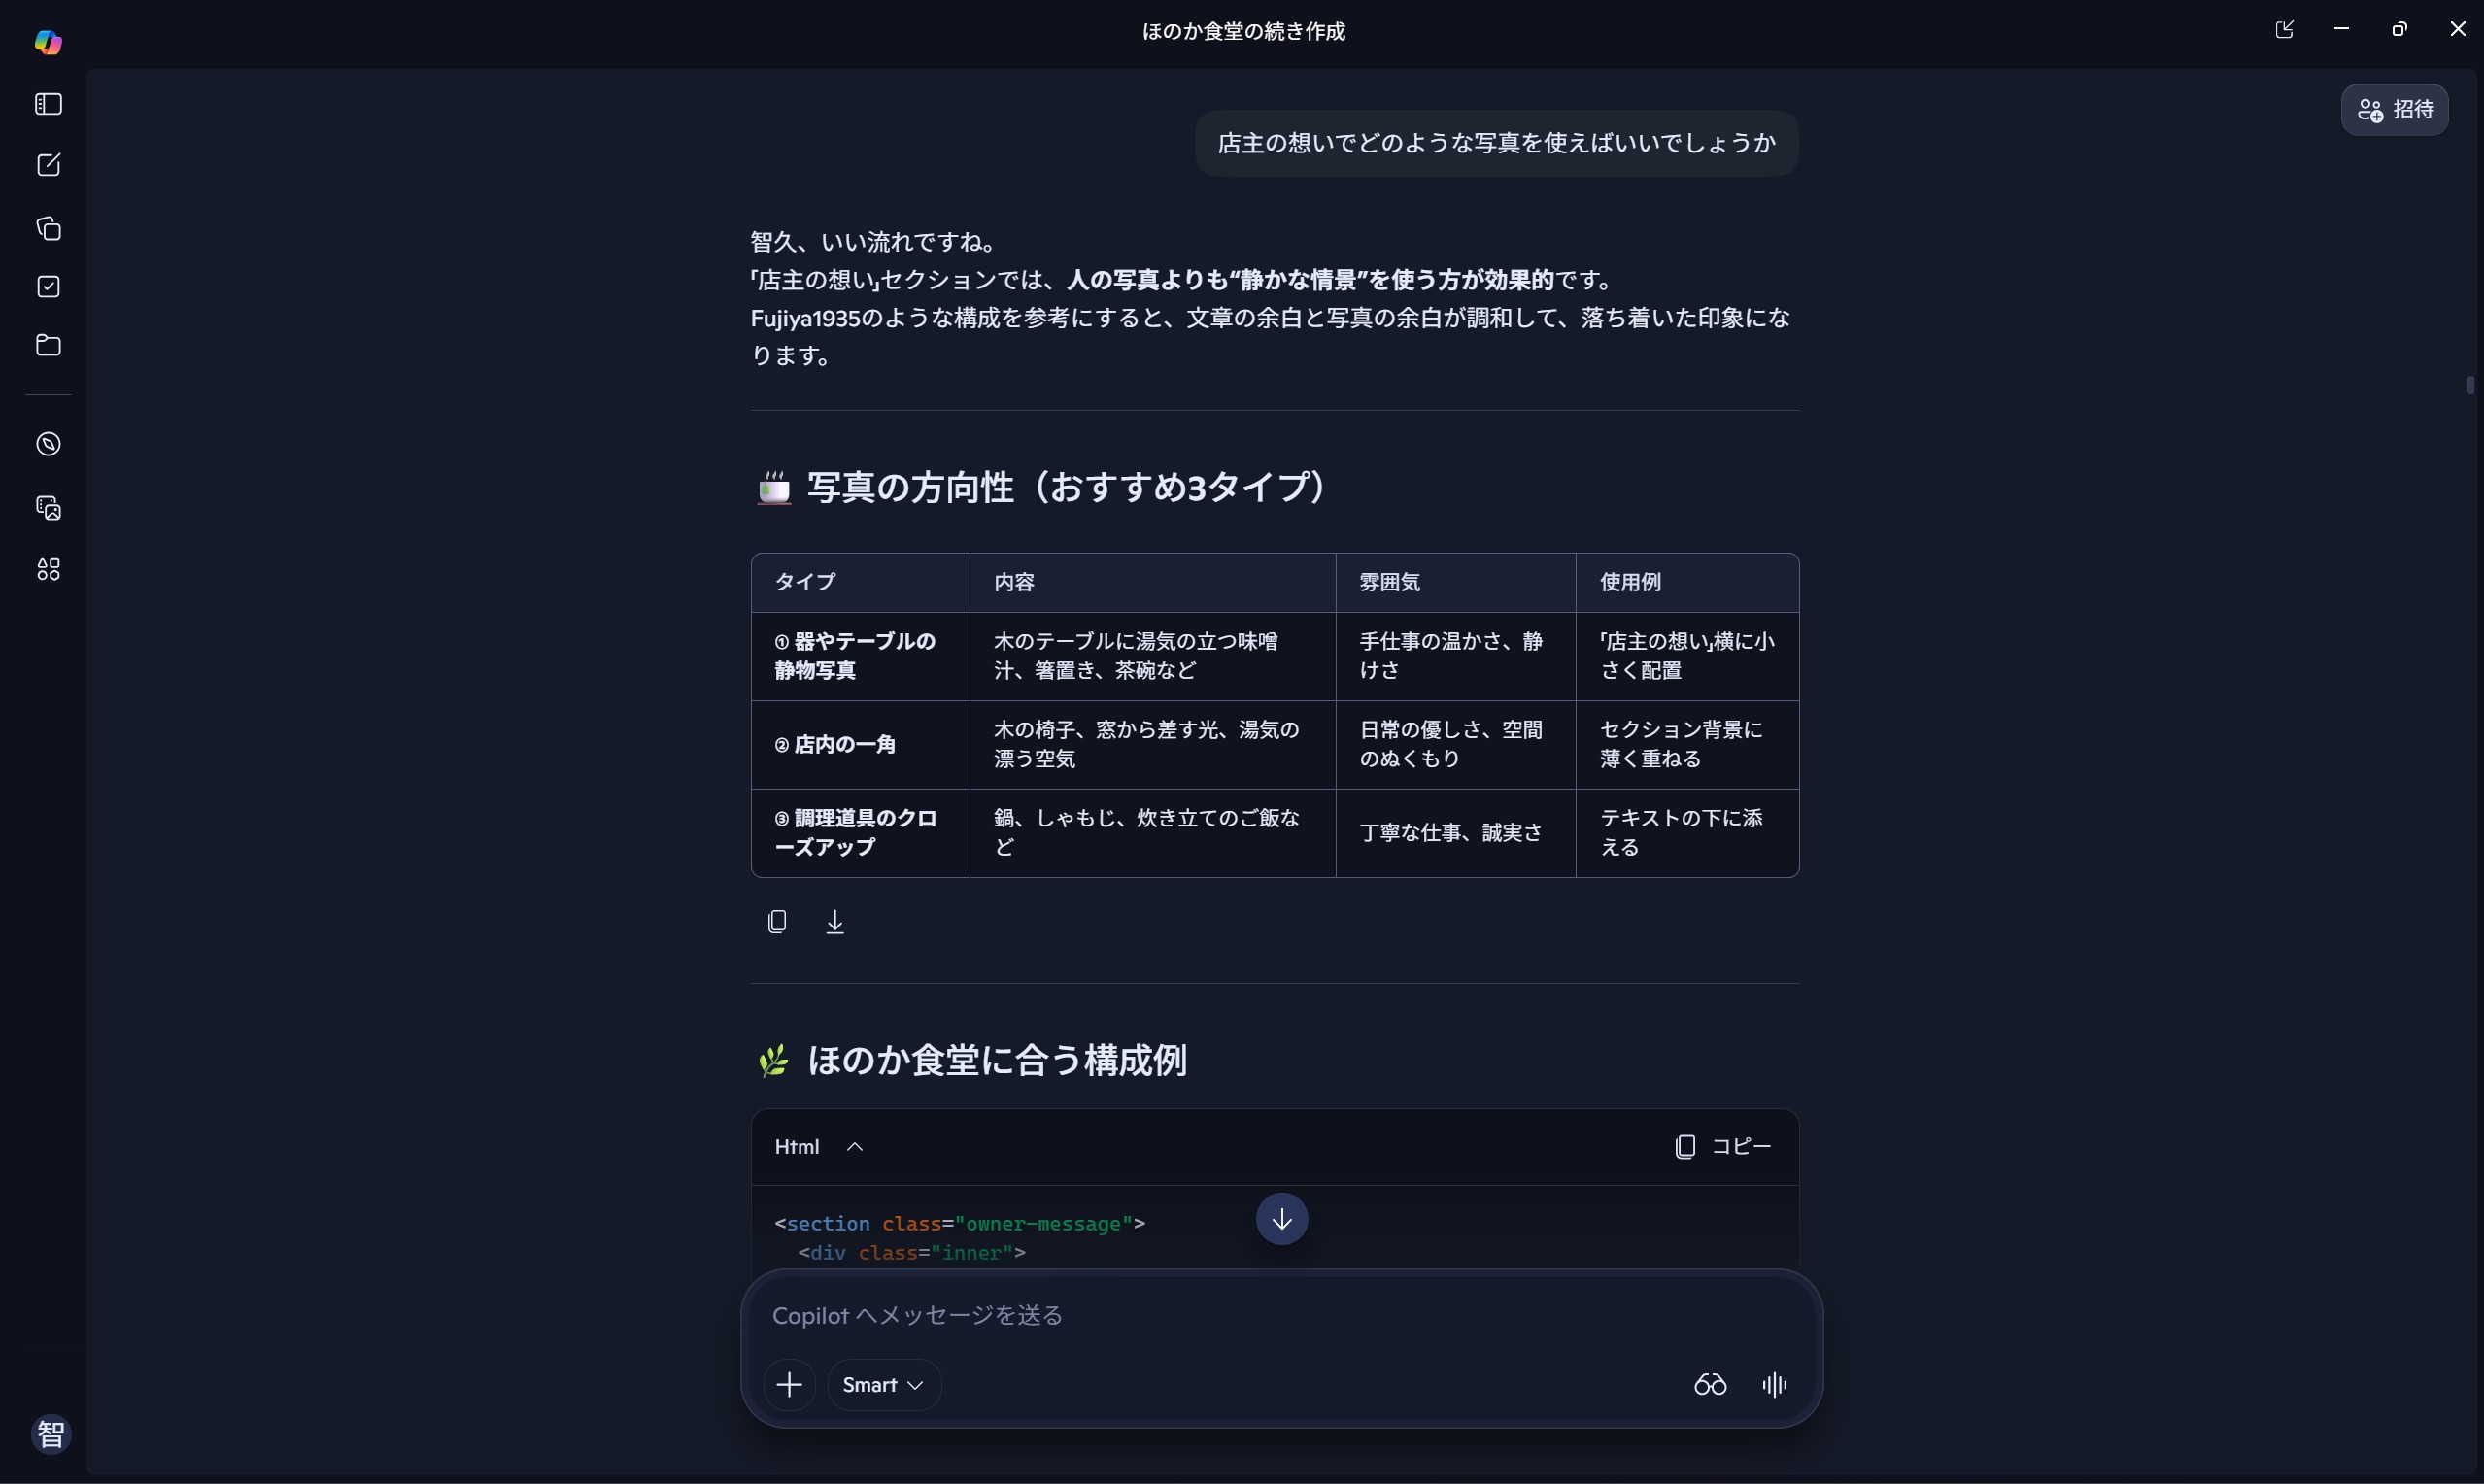 ほのか食堂の続き作成
招待
店主の想いでどのような写真を使えばいいでしょうか
智久、いい流れですね。
「店主の想い」セクションでは、人の写真よりも“静かな情景”を使う方が効果的です。
Fujiya1935のような構成を参考にすると、文章の余白と写真の余白が調和して、落ち着いた印象にな
ります。
写真の方向性（おすすめ3タイプ）
タイプ 内容 雰囲気 使用例
① 器やテーブルの
静物写真
木のテーブルに湯気の立つ味噌
汁、箸置き、茶碗など
手仕事の温かさ、静
けさ
「店主の想い」横に小
さく配置
② 店内の一角
木の椅子、窓から差す光、湯気の
漂う空気
日常の優しさ、空間
のぬくもり
セクション背景に
薄く重ねる
③ 調理道具のクロ
ーズアップ
鍋、しゃもじ、炊き立てのご飯な
ど
丁寧な仕事、誠実さ
テキストの下に添
える
ほのか食堂に合う構成例
Html
コピー
<section class="owner-message">
<div class="inner">
Copilot へメッセージを送る
Smart
智